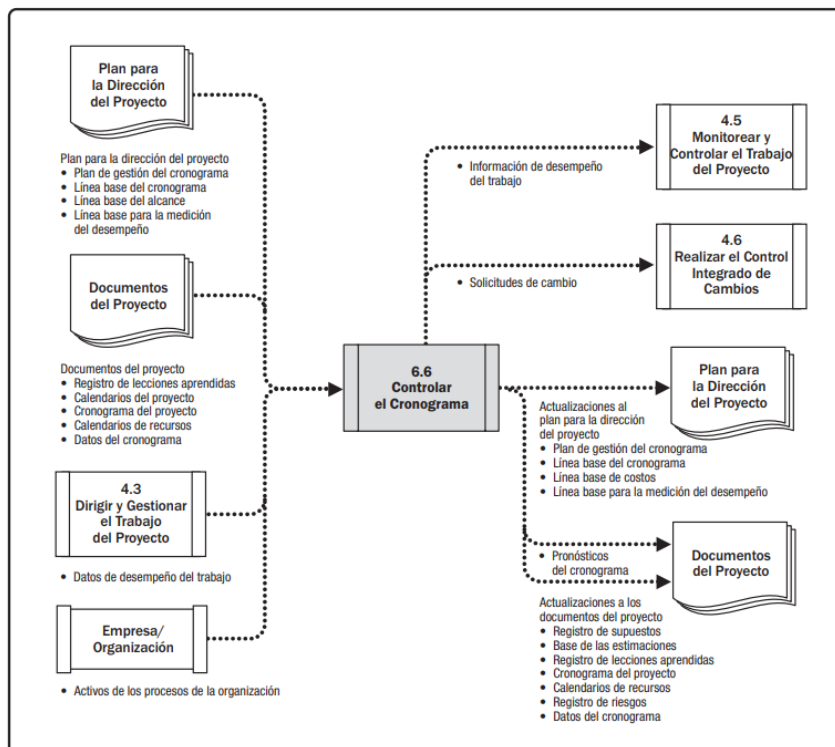 Plan para
la Dirección
del Proyecto
Plan para la dirección del proyecto
• Plan de gestión del cronograma
• Línea base del cronograma
• Línea base del alcance
• Línea base para la medición
del desempeño
Documentos
del Proyecto
Documentos del proyecto
• Registro de lecciones aprendidas
• Calendarios del proyecto
• Cronograma del proyecto
• Calendarios de recursos
• Datos del cronograma
4.3
Dirigir y Gestionar
el Trabajo
del Proyecto
• Datos de desempeño del trabajo
Empresa/
Organización
• Activos de los procesos de la organización
6.6
Controlar
el Cronograma
• Información de desempeño
del trabajo
4.5
Monitorear y
Controlar el Trabajo
del Proyecto
• Solicitudes de cambio
4.6
Realizar el Control
Integrado de
Cambios
Plan para
la Dirección
del Proyecto
Actualizaciones al
plan para la dirección
del proyecto
• Plan de gestión del cronograma
• Línea base del cronograma
• Línea base de costos
• Línea base para la medición del desempeño
• Pronósticos
del cronograma
Documentos
del Proyecto
Actualizaciones a los
documentos del proyecto
• Registro de supuestos
• Base de las estimaciones
• Registro de lecciones aprendidas
• Cronograma del proyecto
• Calendarios de recursos
• Registro de riesgos
• Datos del cronograma